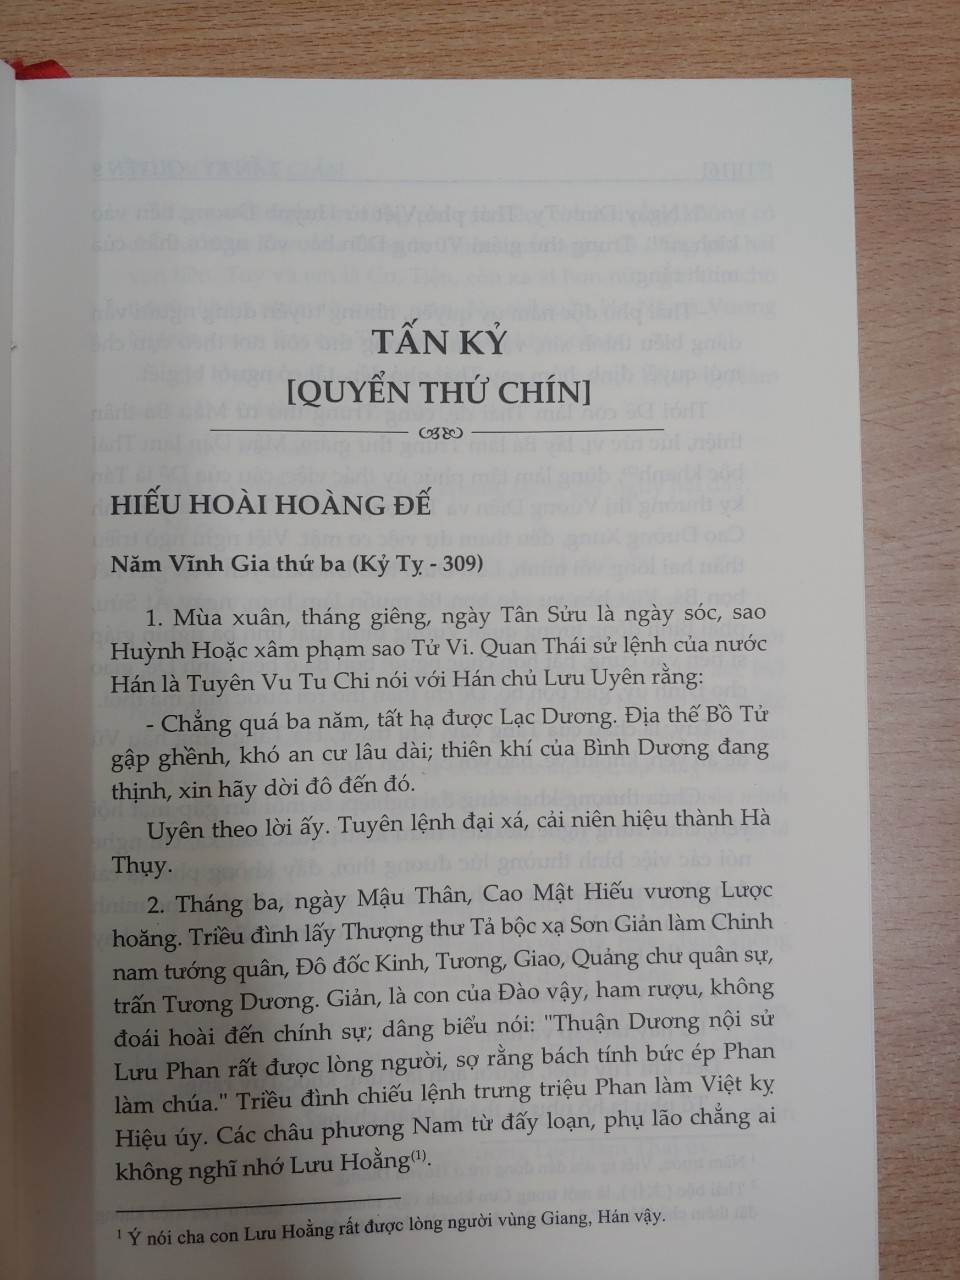 TẤN KỶ
[QUYỂN THỨ CHÍN]
HIẾU HOÀI HOÀNG ĐẾ
Năm Vĩnh Gia thứ ba (Kỷ Tỵ - 309)
1. Mùa xuân, tháng giêng, ngày Tân Sửu là ngày sóc, sao
Huỳnh Hoặc xâm phạm sao Tử Vi. Quan Thái sử lệnh của nước
Hán là Tuyên Vu Tu Chi nói với Hán chủ Lưu Uyên rằng:
- Chẳng quá ba năm, tất hạ được Lạc Dương. Địa thế Bồ Tử
gập ghềnh, khó an cư lâu dài; thiên khí của Bình Dương đang
thịnh, xin hãy dời đô đến đó.
Uyên theo lời ấy. Tuyên lệnh đại xá, cải niên hiệu thành Hà
Thụy.
2. Tháng ba, ngày Mậu Thân, Cao Mật Hiếu vương Lược
hoăng. Triều đình lấy Thượng thư Tả bộc xạ Sơn Giản làm Chinh
nam tướng quân, Đô đốc Kinh, Tương, Giao, Quảng chư quân sự,
trấn Tương Dương. Giản, là con của Đào vậy, ham rượu, không
đoái hoài đến chính sự; dâng biểu nói: "Thuận Dương nội sử
Lưu Phan rất được lòng người, sợ rằng bách tính bức ép Phan
làm chúa." Triều đình chiếu lệnh trưng triệu Phan làm Việt kỵ
Hiệu úy. Các châu phương Nam từ đấy loạn, phụ lão chẳng ai
không nghĩ nhớ Lưu Hoằng(1).
1 Ý nói cha con Lưu Hoằng rất được lòng người vùng Giang, Hán vậy.